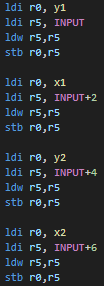 ldi r0, y1
ldi r5, INPUT
ldw r5,r5
stb r0,r5

ldi r0, x1
ldi r5, INPUT+2
ldw r5,r5
stb r0,r5

ldi r0, y2
ldi r5, INPUT+4
ldw r5,r5
stb r0,r5

ldi r0, x2
ldi r5, INPUT+6
ldw r5,r5
stb r0,r5